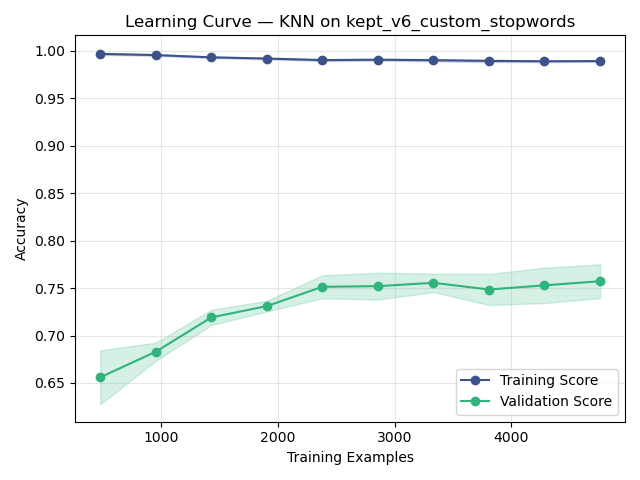 Learning Curve — KNN on kept_v6_custom_stopwords
Accuracy
1.00
0.95
0.90
0.85
0.80
0.75
0.70
0.65
1000
2000
3000
4000
Training Examples
Training Score
Validation Score